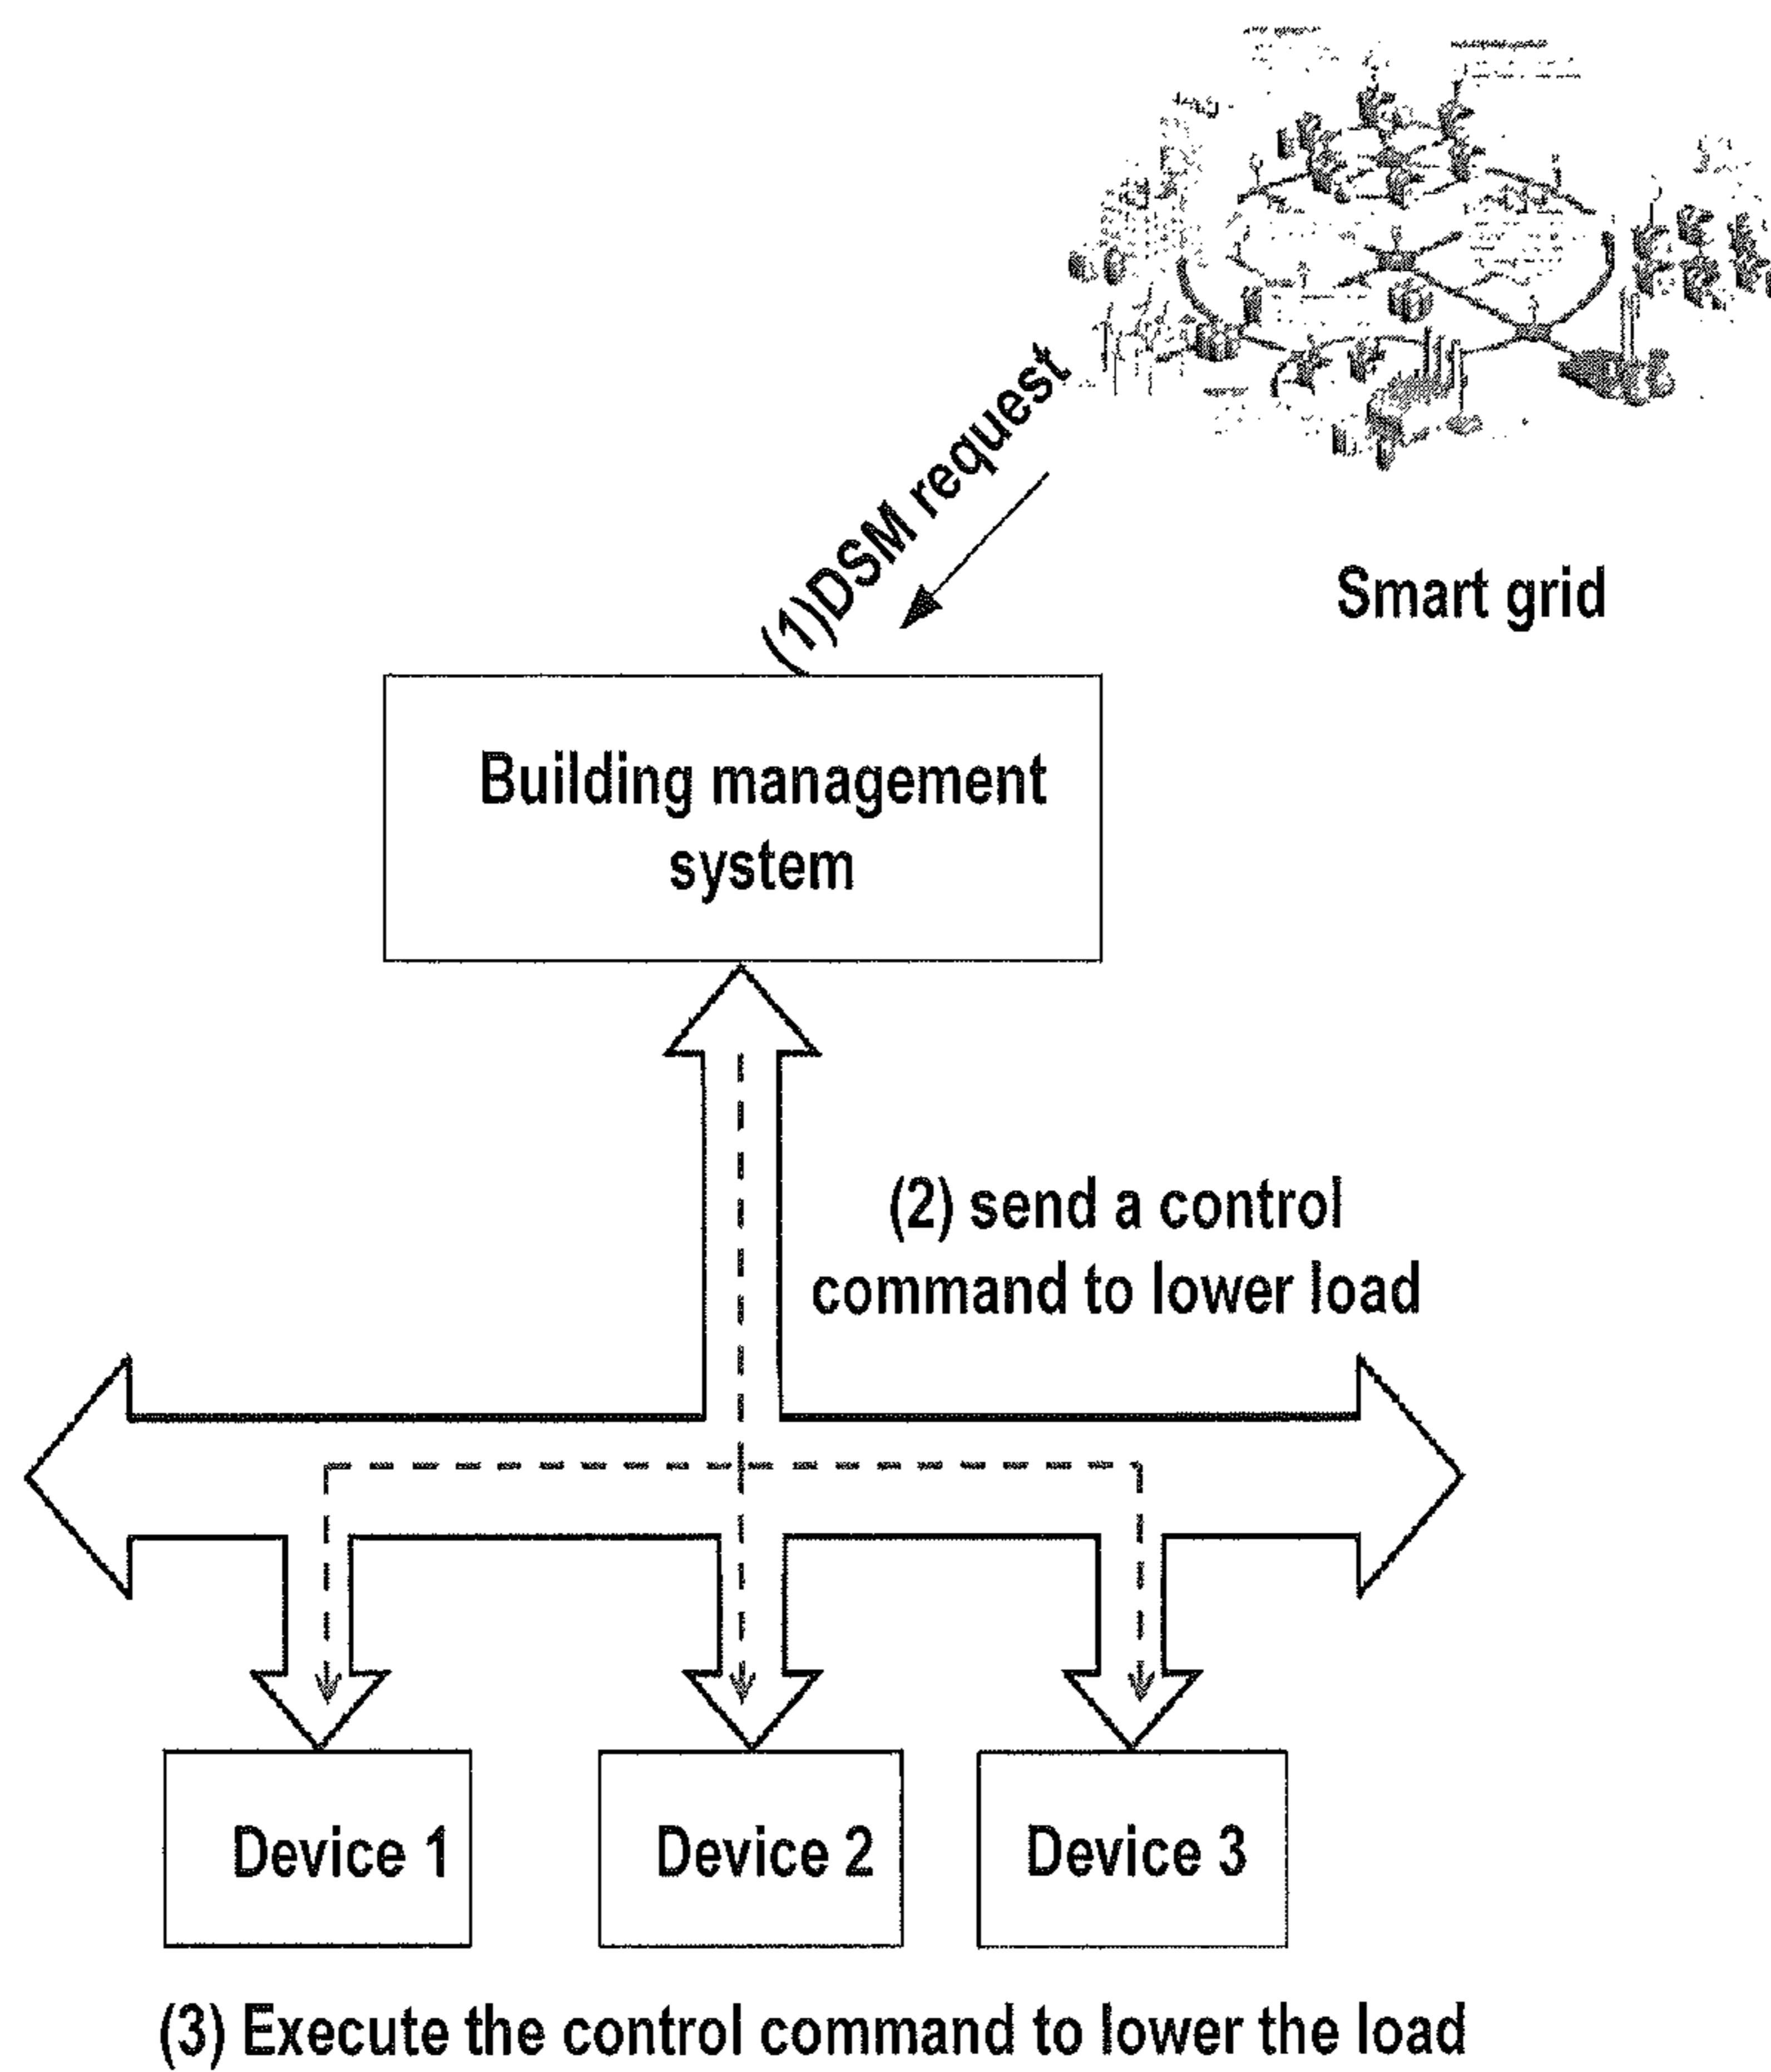 (1)DSM request
Smart grid
Building management
system
(2) send a control
command to lower load
Device 1
Device 2
Device 3
(3) Execute the control command to lower the load